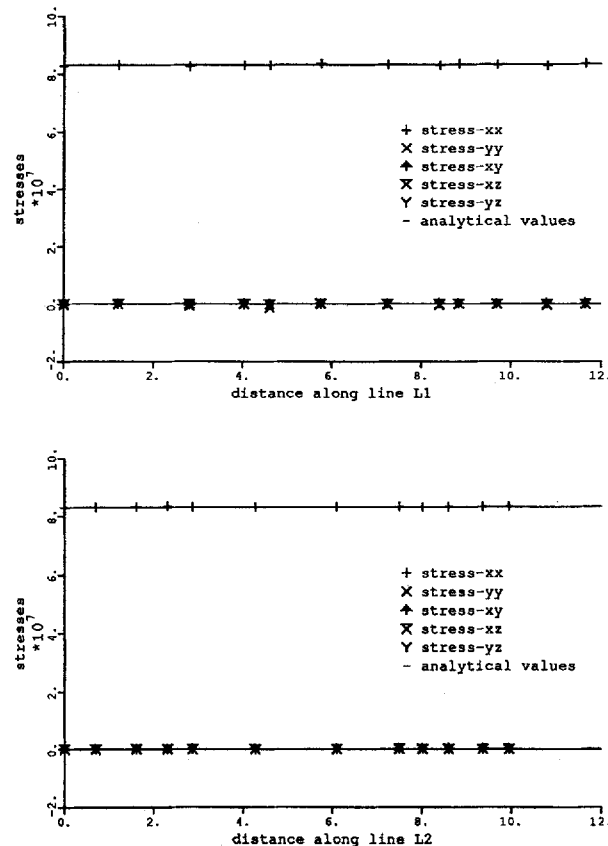 10.
8.
6.
4.
2.
0.
-2.
stresses
*10^7
+ stress-xx
× stress-yy
stress-xy
stress-xz
Y stress-yz
- analytical values
0. 2. 4. 6. 8. 10. 12.
distance along line L1
10.
8.
6.
4.
2.
0.
-2.
stresses
*10^7
+ stress-xx
× stress-yy
stress-xy
stress-xz
Y stress-yz
- analytical values
0. 2. 4. 6. 8. 10. 12.
distance along line L2